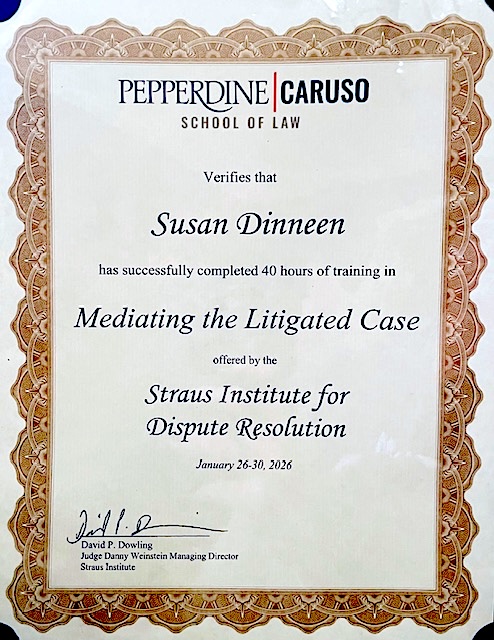 PEPPERDINE | CARUSO
SCHOOL OF LAW
Verifies that
Susan Dinneen
has successfully completed 40 hours of training in
Mediating the Litigated Case
offered by the
Straus Institute for
Dispute Resolution
January 26-30, 2026
David P. Dowling
Judge Danny Weinstein Managing Director
Straus Institute